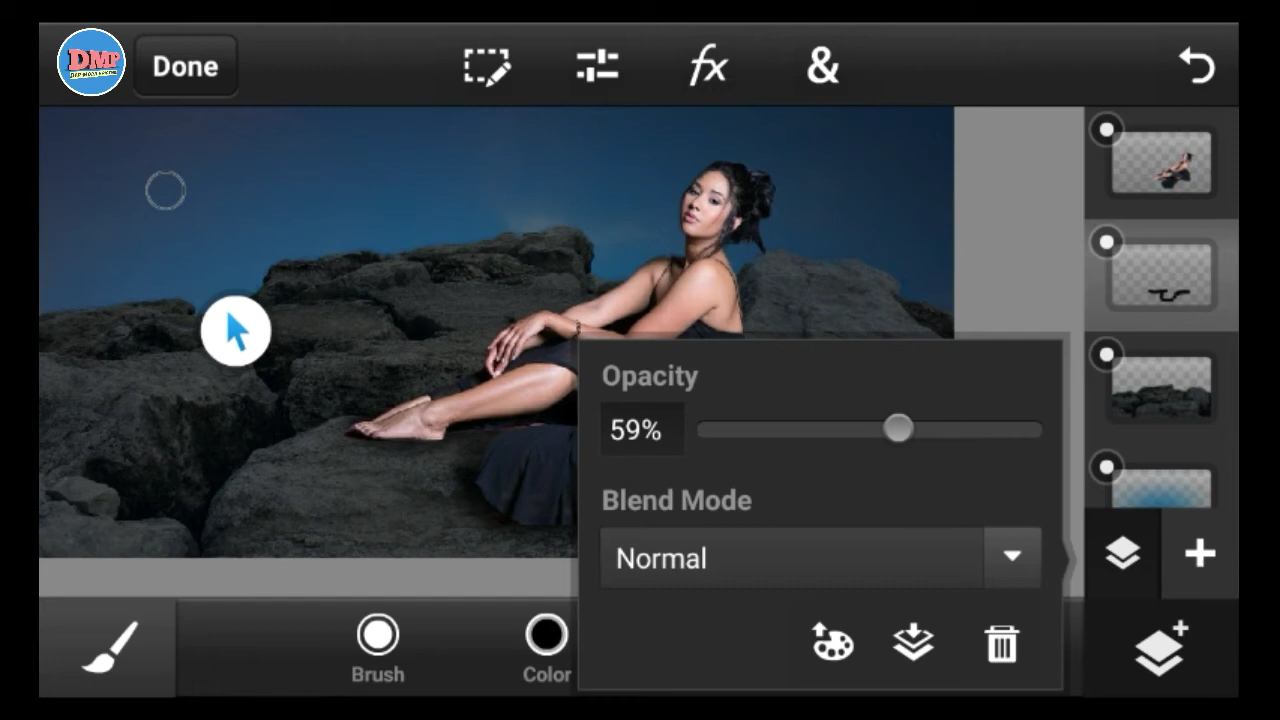 DMP
Done
fx
&
Opacity
59%
Blend Mode
Normal
Brush
Color